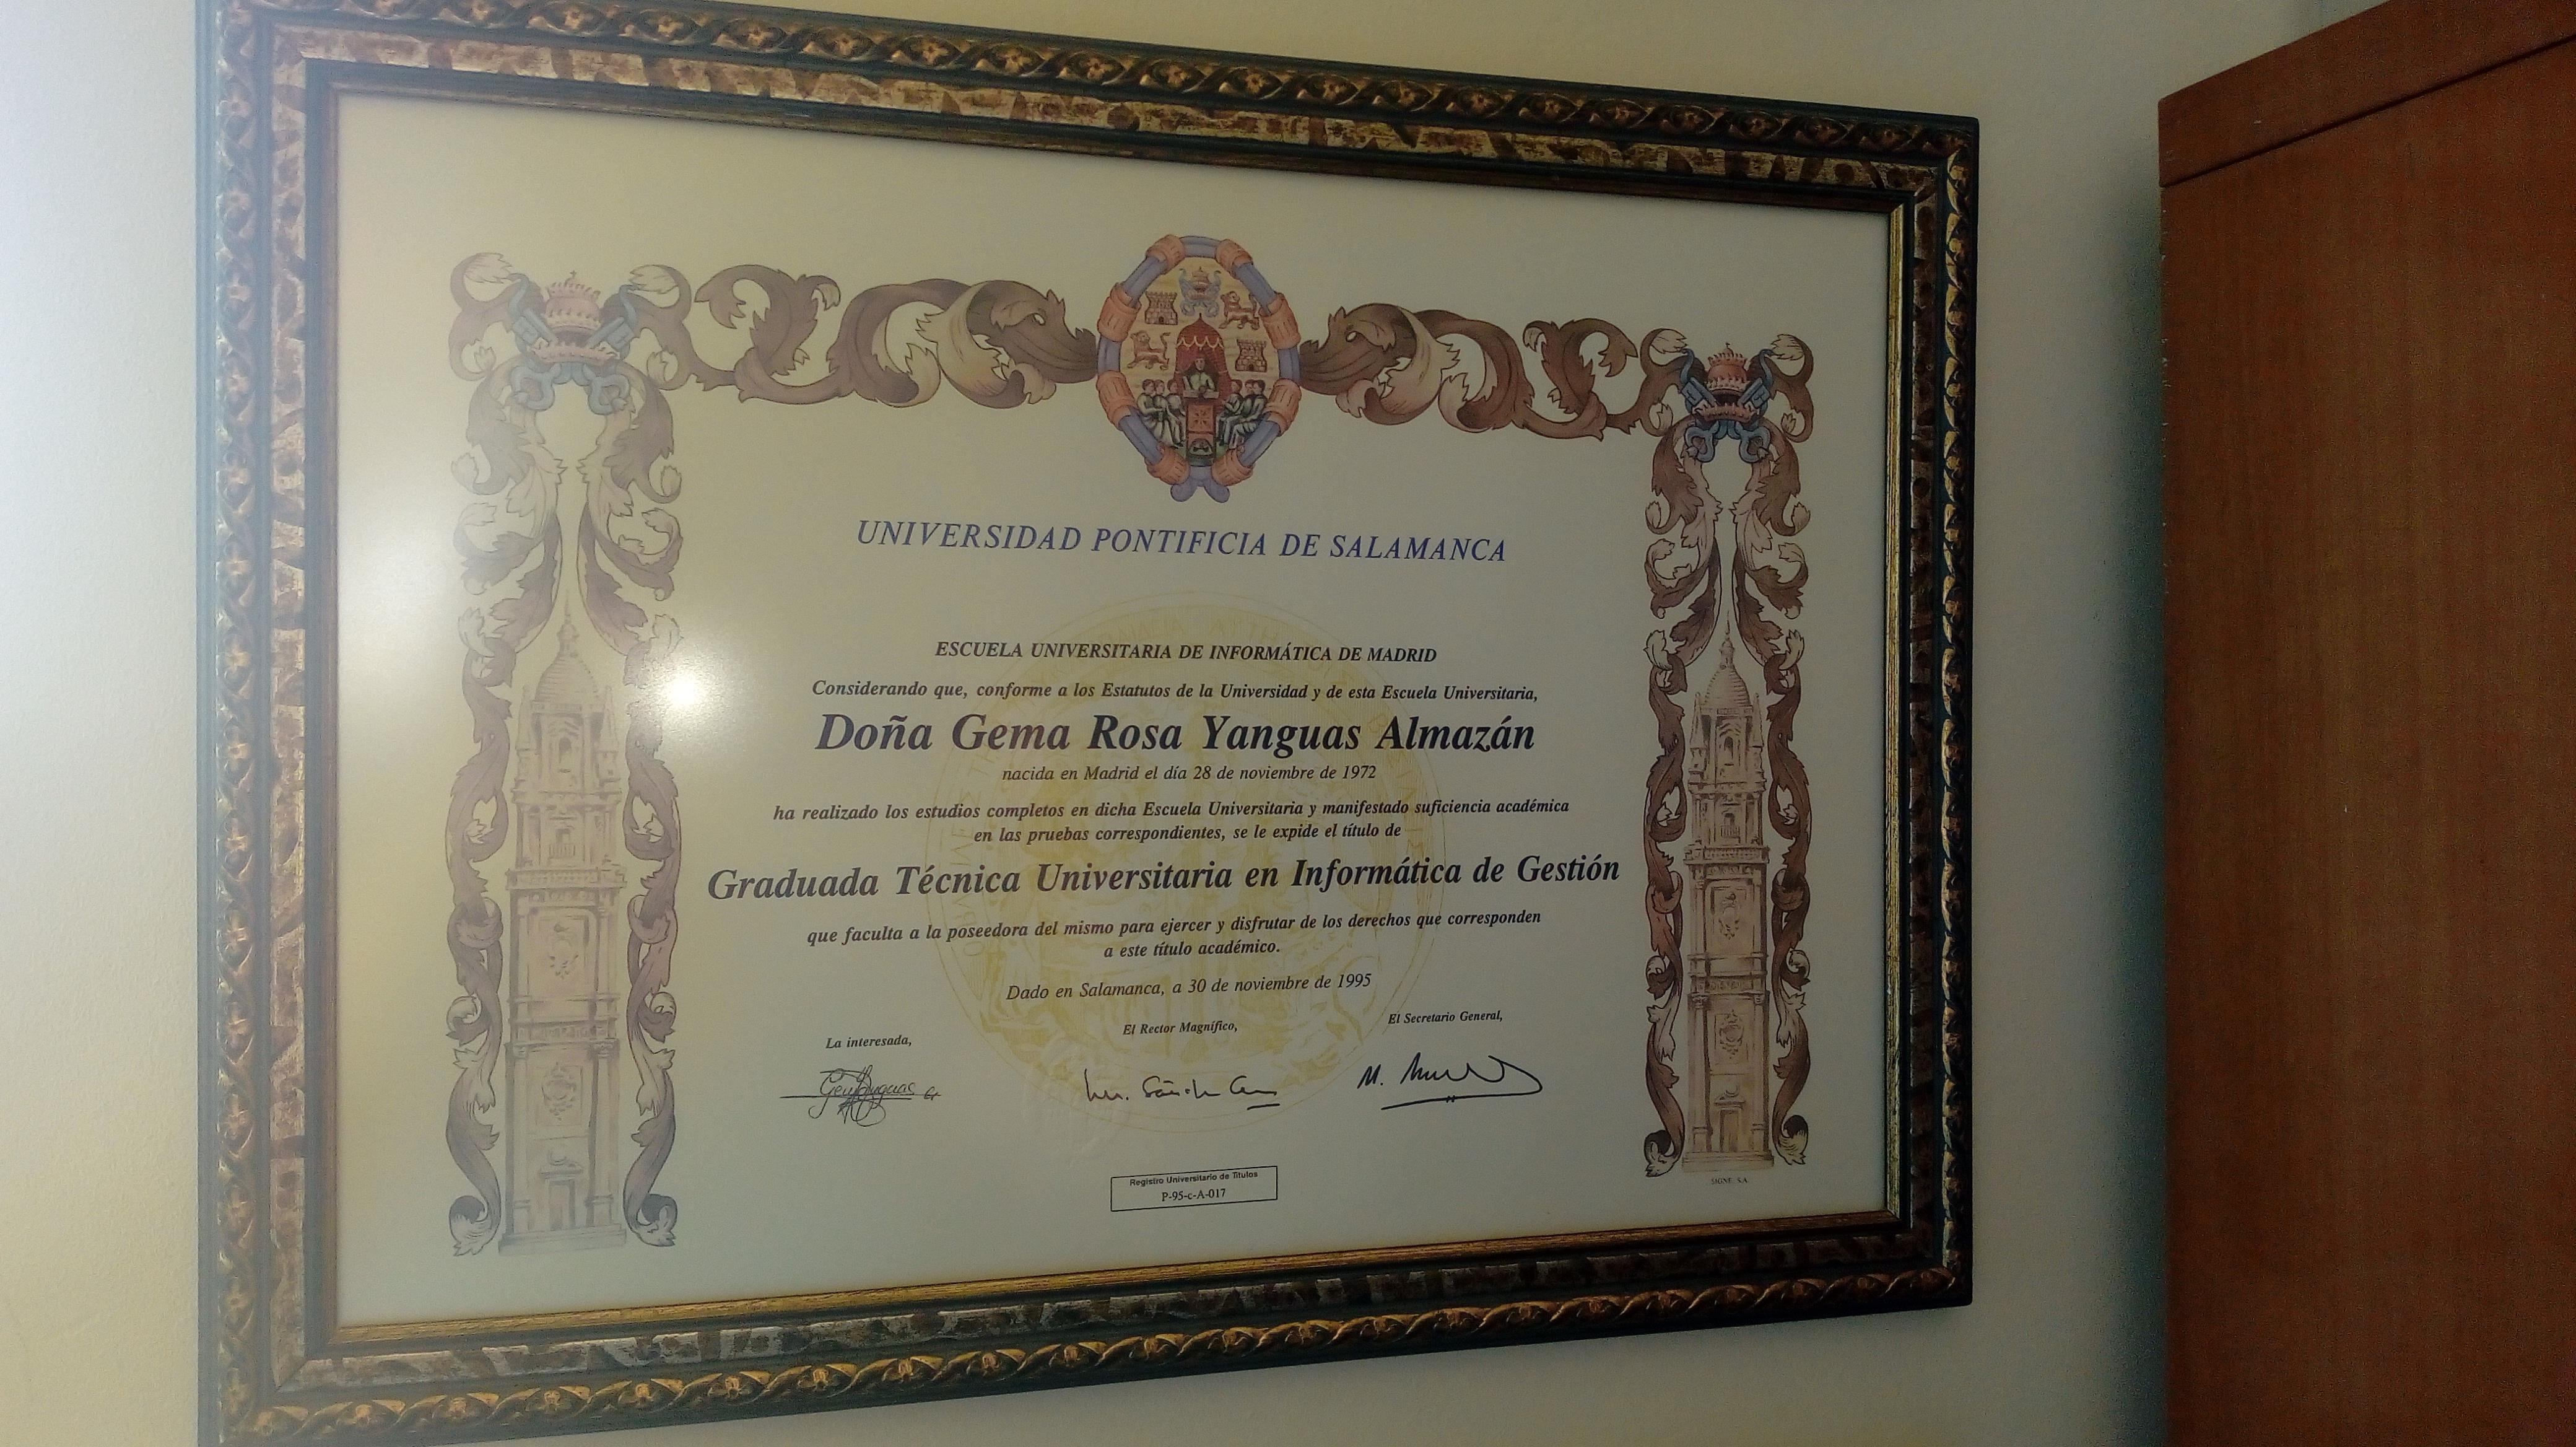 UNIVERSIDAD PONTIFICIA DE SALAMANCA
ESCUELA UNIVERSITARIA DE INFORMÁTICA DE MADRID
Considerando que, conforme a los Estatutos de la Universidad y de esta Escuela Universitaria,
Doña Gema Rosa Yanguas Almazán
nacida en Madrid el día 28 de noviembre de 1972
ha realizado los estudios completos en dicha Escuela Universitaria y manifestado suficiencia académica
en las pruebas correspondientes, se le expide el título de
Graduada Técnica Universitaria en Informática de Gestión
que faculta a la poseedora del mismo para ejercer y disfrutar de los derechos que corresponden
a este título académico.
Dado en Salamanca, a 30 de noviembre de 1995
La interesada,
El Rector Magnífico,
El Secretario General,
Registro Universitario de Títulos
P-95-c-A-017
SIGNE, S.A.